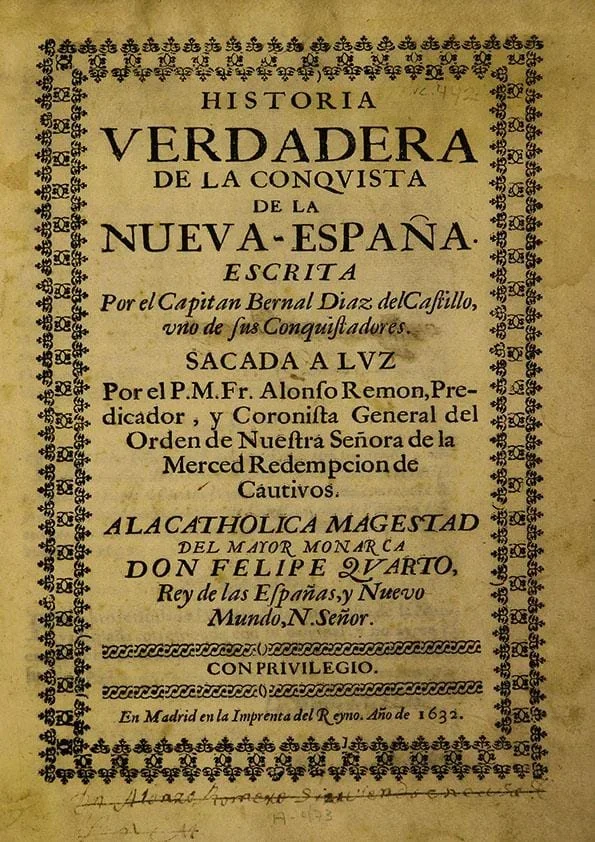 HISTORIA
VERDADERA
DE LA CONQVISTA
DE LA
NUEVA-ESPAÑA.
ESCRITA
Por el Capitan Bernal Diaz del Castillo,
vno de sus Conquistadores.
SACADA A LVZ
Por el P.M.Fr. Alonso Remon, Pre-
dicador, y Coronista General del
Orden de Nuestra Señora de la
Merced Redempcion de
Cautivos.
A LA CATHOLICA MAGESTAD
DEL MAYOR MONARCA
DON FELIPE QVARTO,
Rey de las Españas, y Nuevo
Mundo, N. Señor.
CON PRIVILEGIO.
En Madrid en la Imprenta del Reyno. Año de 1632.